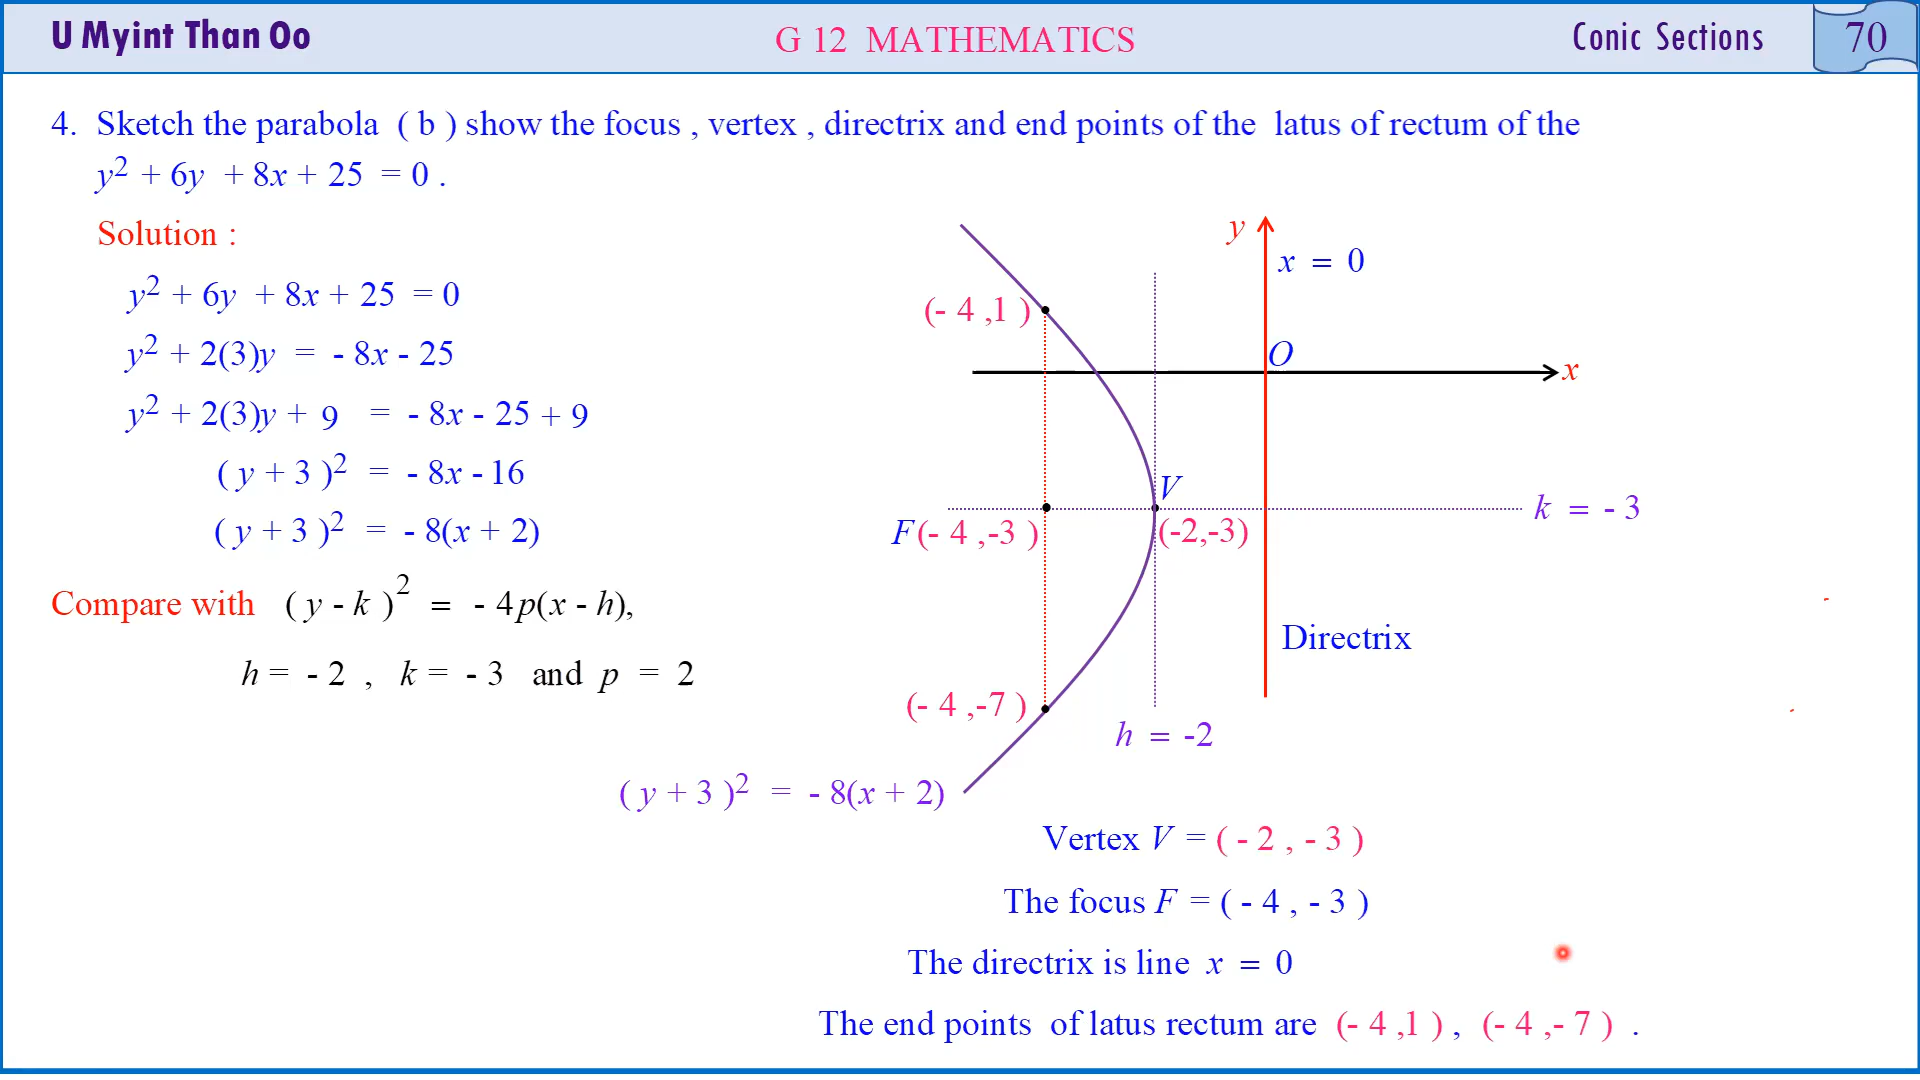 U Myint Than Oo
G 12 MATHEMATICS
Conic Sections
70
4. Sketch the parabola ( b ) show the focus , vertex , directrix and end points of the latus of rectum of the
y² + 6y + 8x + 25 = 0 .
Solution :
y² + 6y + 8x + 25 = 0
y² + 2(3)y = - 8x - 25
y² + 2(3)y + 9 = - 8x - 25 + 9
( y + 3 )² = - 8x - 16
( y + 3 )² = - 8(x + 2)
Compare with ( y - k )² = - 4p(x - h),
h = - 2 , k = - 3 and p = 2
y
x = 0
(- 4 ,1 )
O
x
V
k = - 3
F(- 4 ,-3 )
(-2,-3)
Directrix
(- 4 ,-7 )
h = -2
( y + 3 )² = - 8(x + 2)
Vertex V = ( - 2 , - 3 )
The focus F = ( - 4 , - 3 )
The directrix is line x = 0
The end points of latus rectum are (- 4 ,1 ) , (- 4 ,- 7 ) .